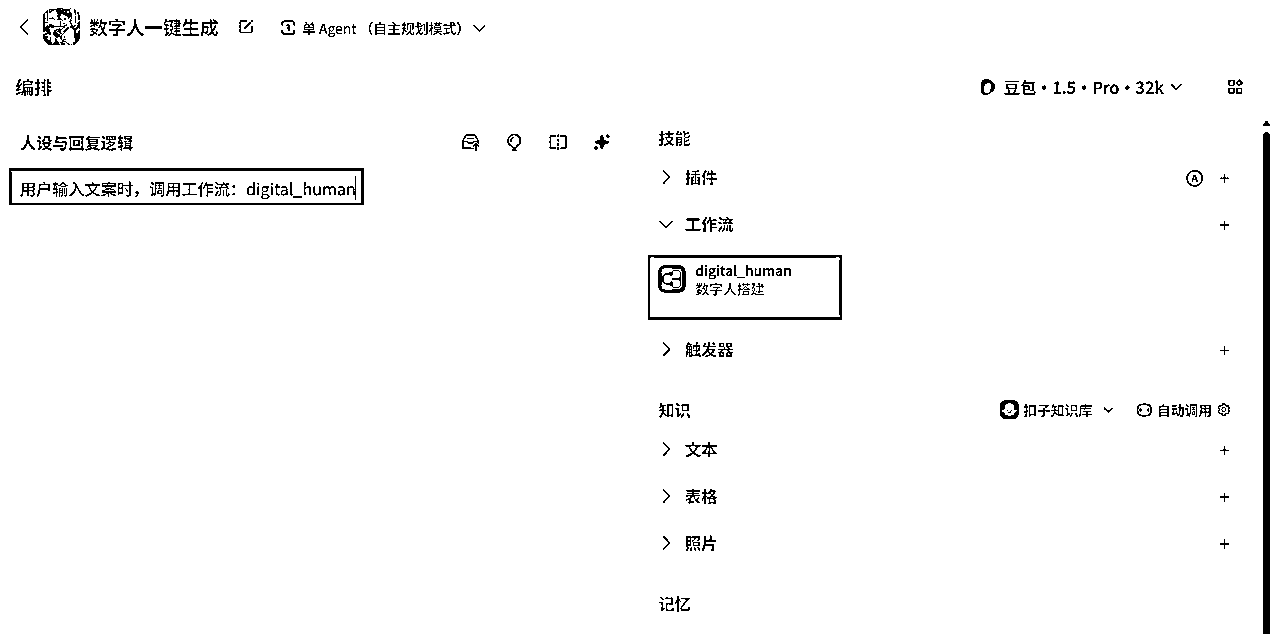 数字人一键生成 单 Agent（自主规划模式）
编排
豆包・1.5・Pro・32k
人设与回复逻辑
用户输入文案时，调用工作流：digital_human
技能
插件
工作流
digital_human
数字人搭建
触发器
知识 扣子知识库 自动调用
文本
表格
照片
记忆